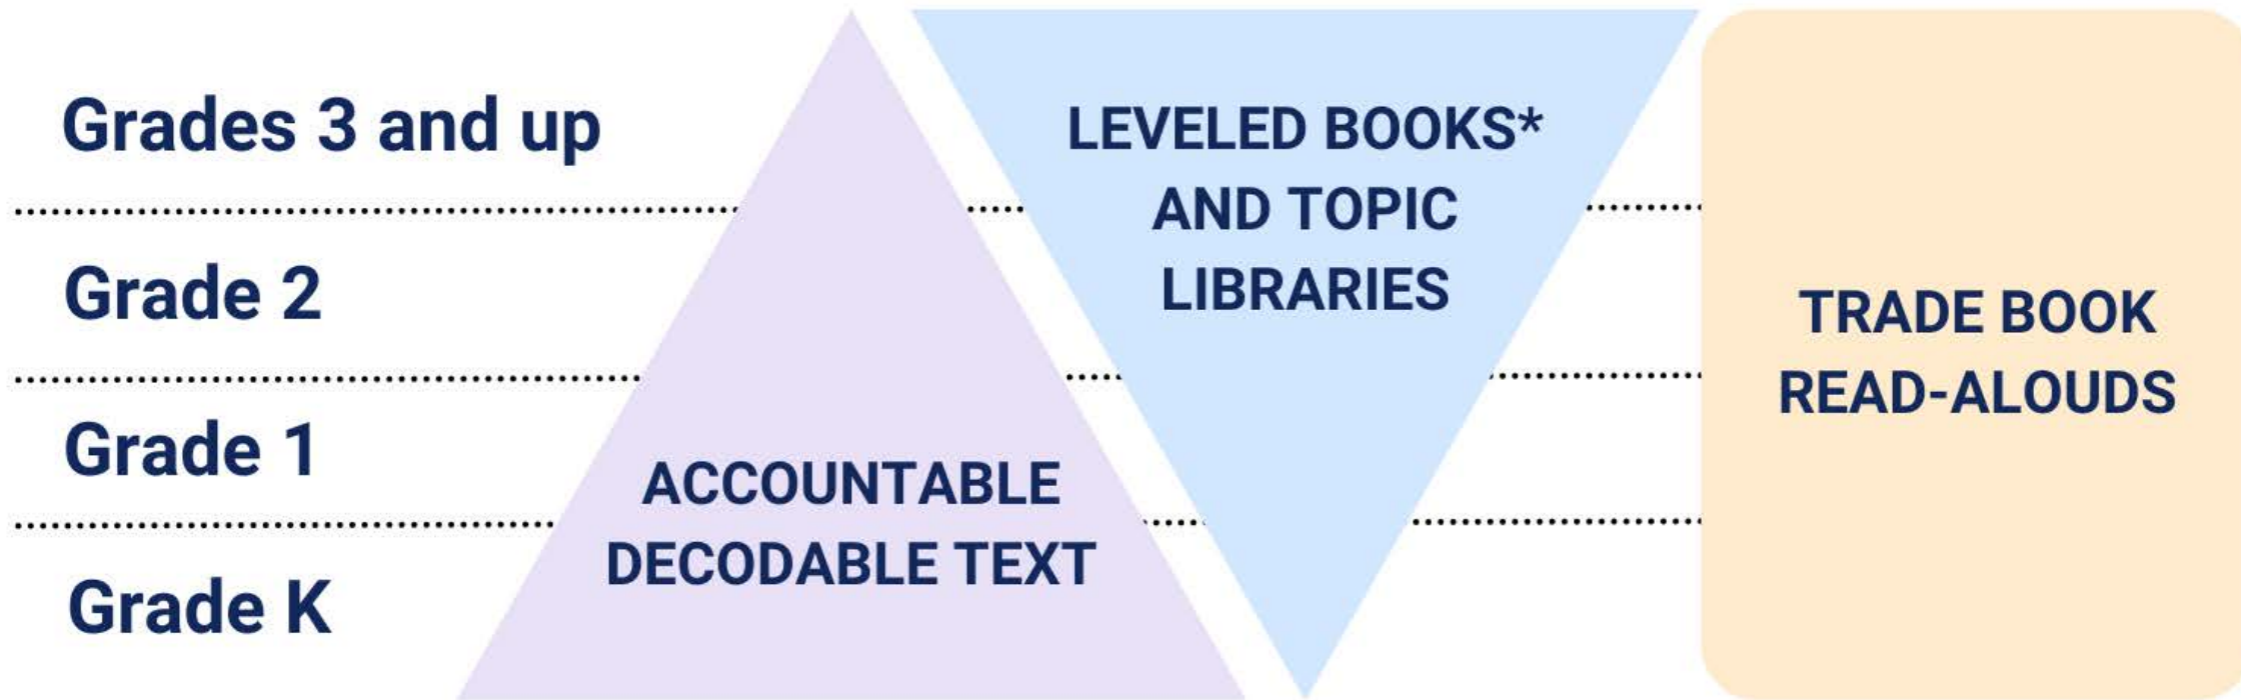 Grades 3 and up
Grade 2
Grade 1
Grade K
ACCOUNTABLE
DECODABLE TEXT
LEVELED BOOKS*
AND TOPIC
LIBRARIES
TRADE BOOK
READ-ALOUDS